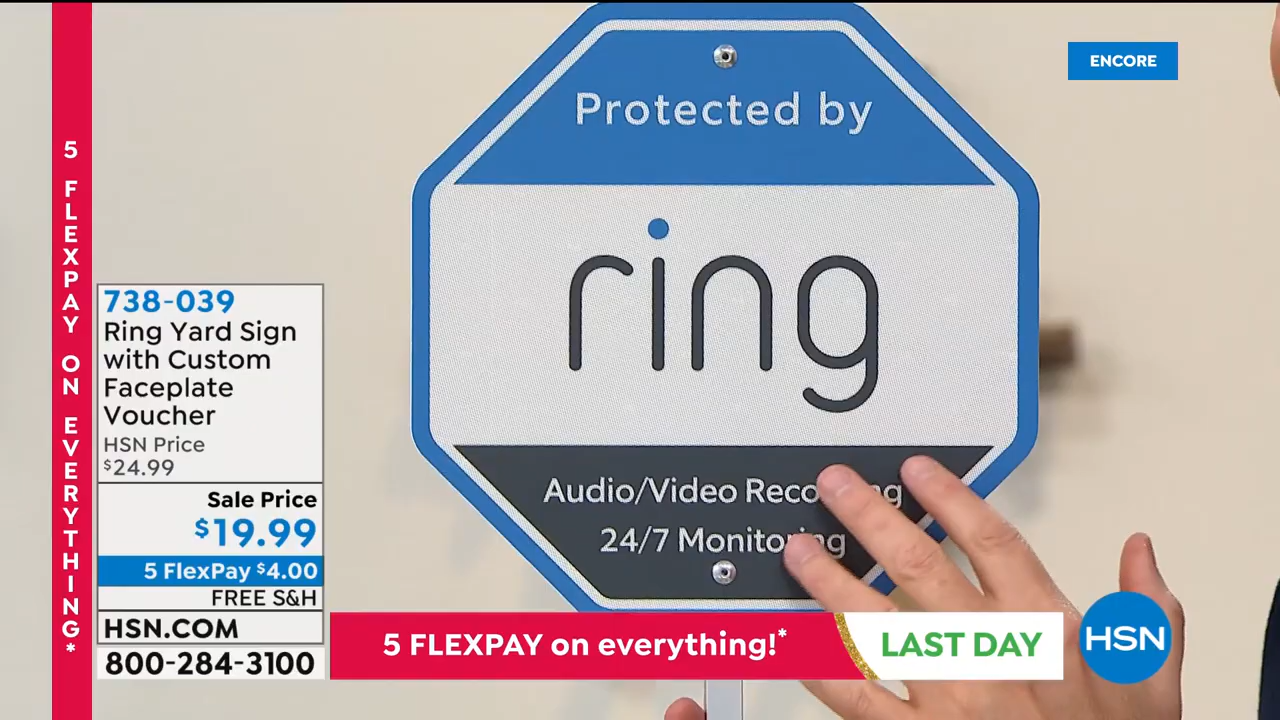 ENCORE
Protected by
ring
Audio/Video Recording
24/7 Monitoring
5 FLEXPAY ON EVERYTHING*
738-039
Ring Yard Sign
with Custom
Faceplate
Voucher
HSN Price
$24.99
Sale Price
$19.99
5 FlexPay $4.00
FREE S&H
HSN.COM
800-284-3100
5 FLEXPAY on everything!*
LAST DAY
HSN